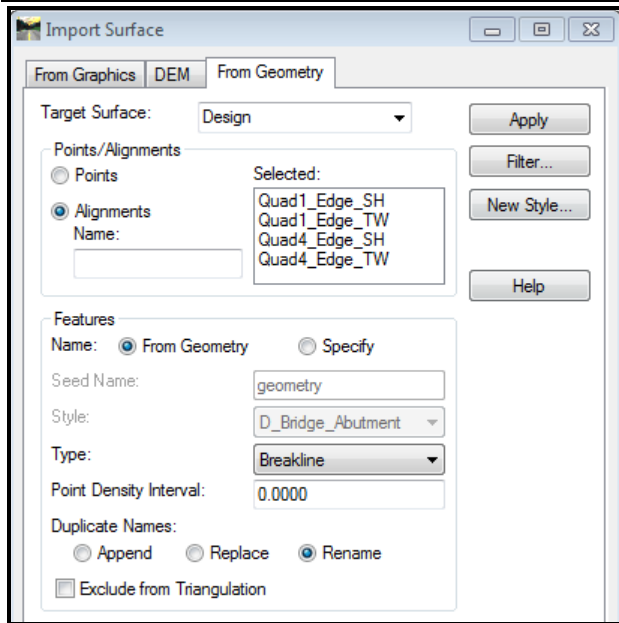 Import Surface
From Graphics DEM From Geometry
Target Surface: Design Apply
Points/Alignments Filter...
Points Selected:
Alignments Quad1_Edge_SH New Style...
Name: Quad1_Edge_TW
Quad4_Edge_SH
Quad4_Edge_TW
Help
Features
Name: From Geometry Specify
Seed Name: geometry
Style: D_Bridge_Abutment
Type: Breakline
Point Density Interval: 0.0000
Duplicate Names:
Append Replace Rename
Exclude from Triangulation